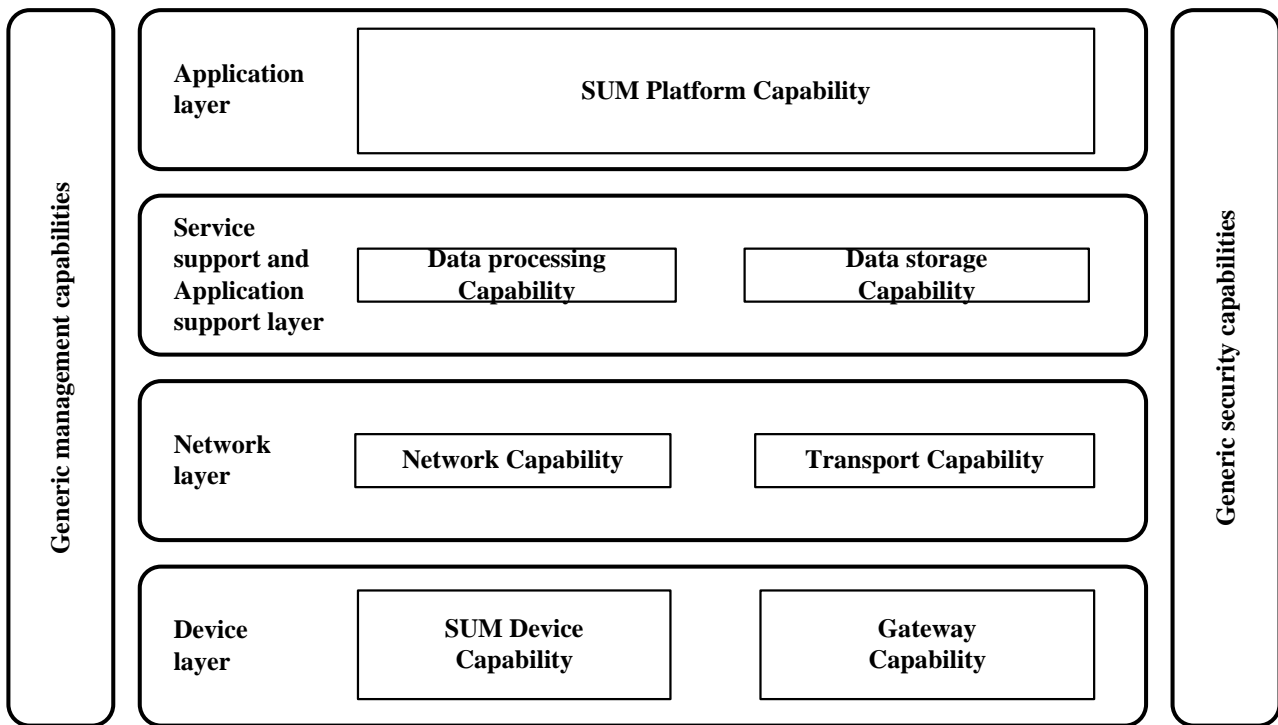 Generic management capabilities
Application
layer
SUM Platform Capability
Service
support and
Application
support layer
Data processing
Capability
Data storage
Capability
Network
layer
Network Capability
Transport Capability
Device
layer
SUM Device
Capability
Gateway
Capability
Generic security capabilities